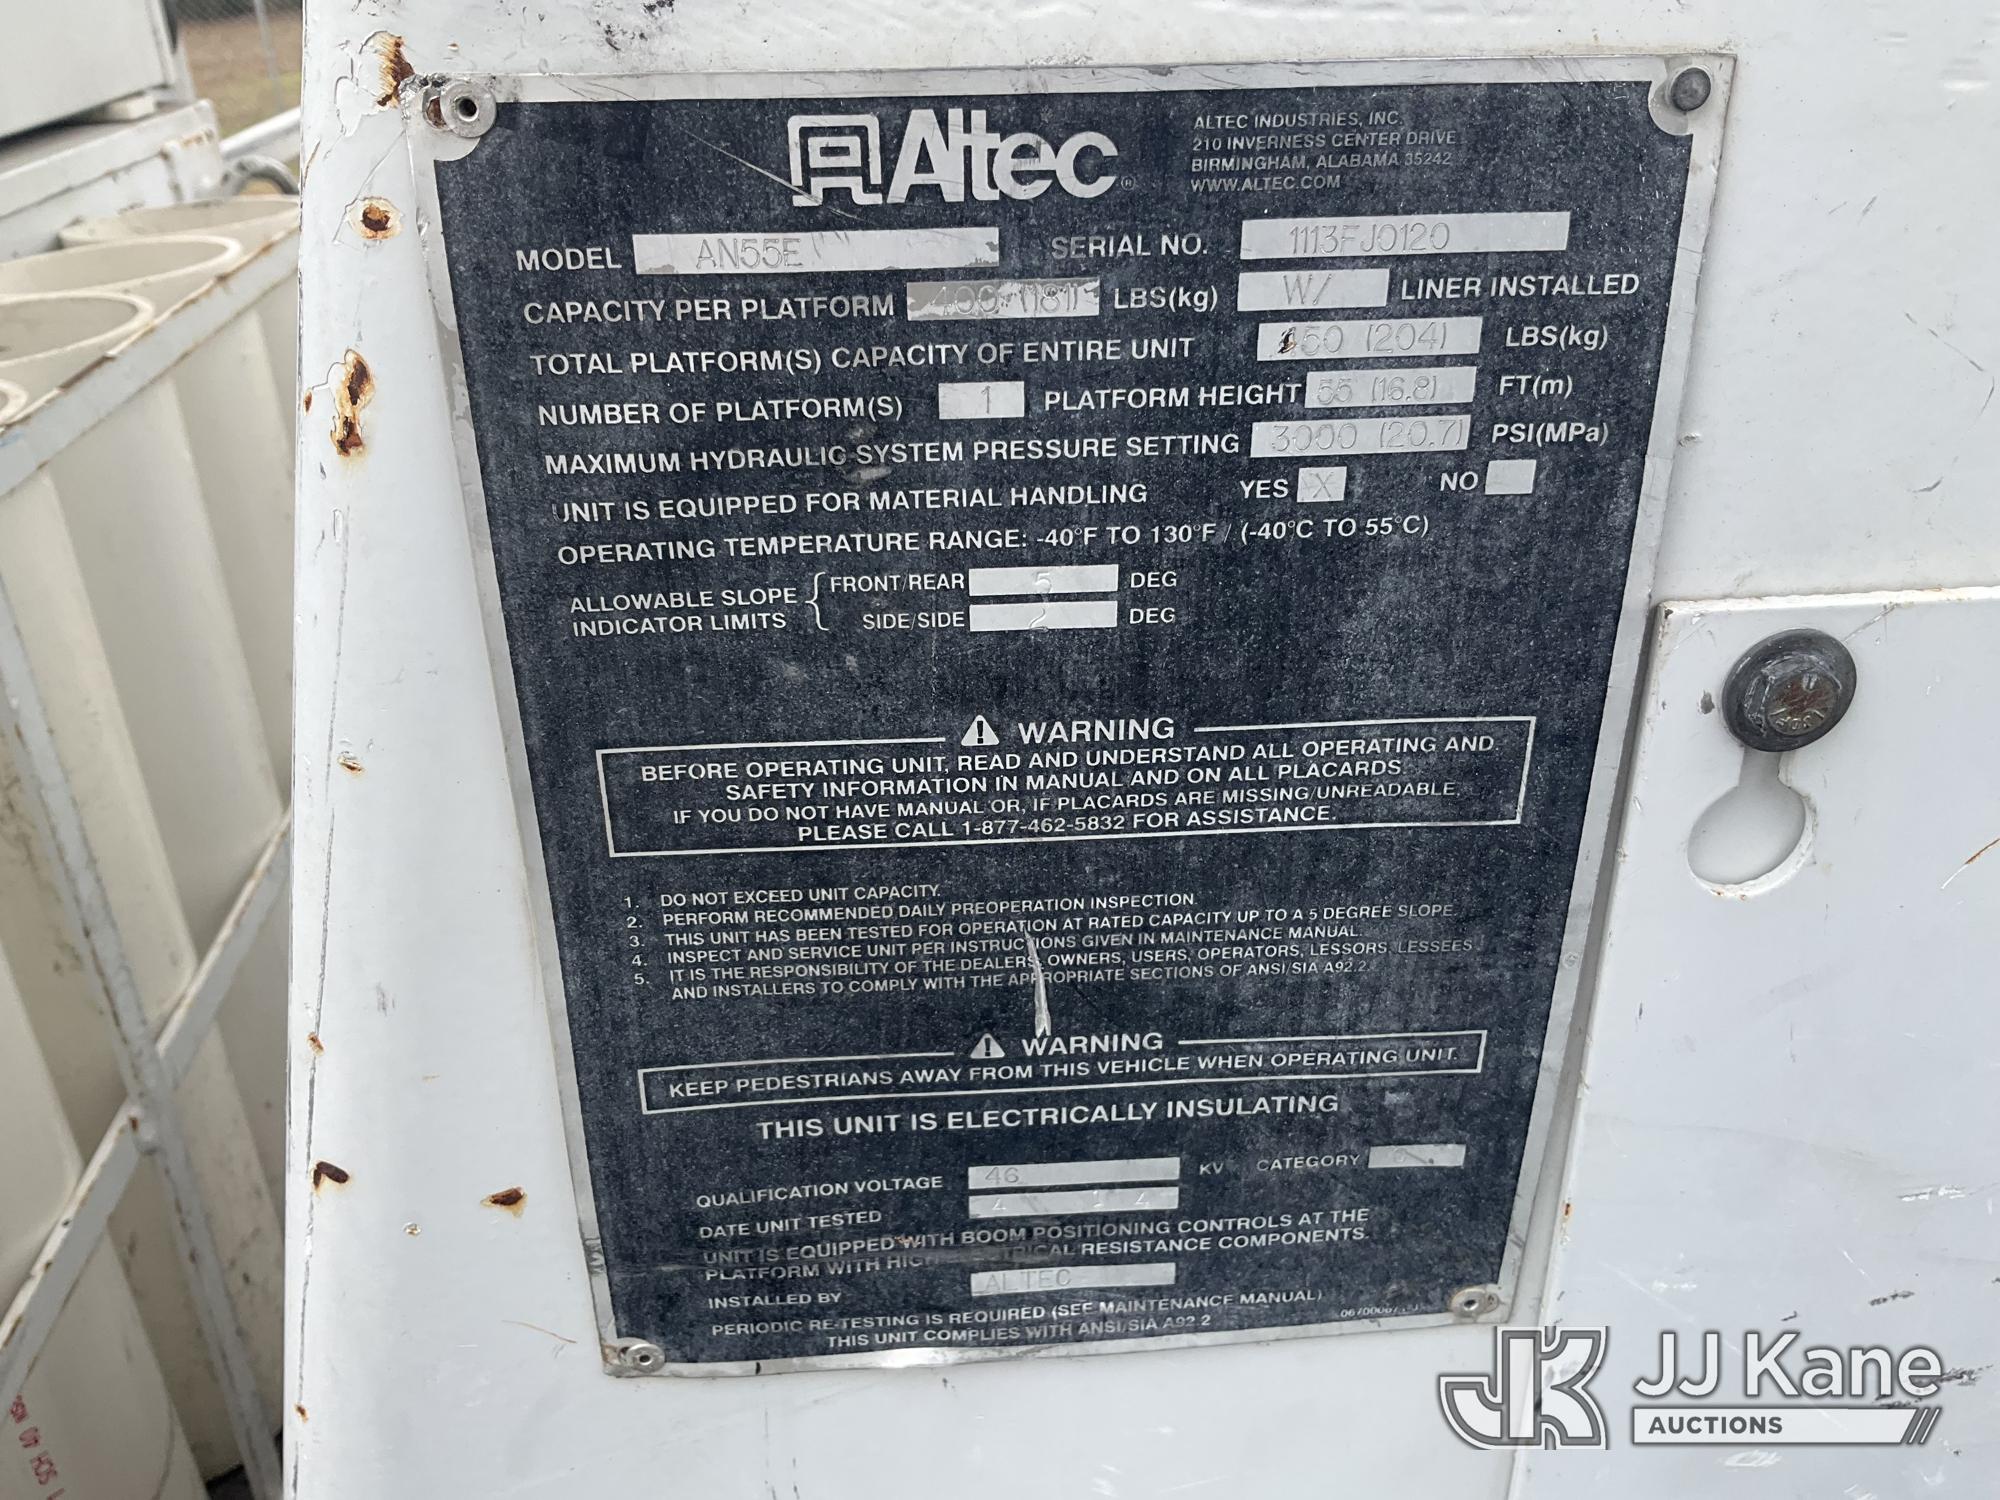 Altec®
ALTEC INDUSTRIES, INC.
210 INVERNESS CENTER DRIVE
BIRMINGHAM, ALABAMA 35242
WWW.ALTEC.COM
MODEL AN55E SERIAL NO. 1113FJ0120
CAPACITY PER PLATFORM 400 (181) LBS(kg) W/ LINER INSTALLED
TOTAL PLATFORM(S) CAPACITY OF ENTIRE UNIT 450 (204) LBS(kg)
NUMBER OF PLATFORM(S) 1 PLATFORM HEIGHT 55 (16.8) FT(m)
MAXIMUM HYDRAULIC SYSTEM PRESSURE SETTING 3000 (20.7) PSI(MPa)
UNIT IS EQUIPPED FOR MATERIAL HANDLING YES X NO
OPERATING TEMPERATURE RANGE: -40°F TO 130°F / (-40°C TO 55°C)
ALLOWABLE SLOPE INDICATOR LIMITS { FRONT/REAR 5 DEG
SIDE/SIDE 2 DEG
⚠ WARNING
BEFORE OPERATING UNIT, READ AND UNDERSTAND ALL OPERATING AND
SAFETY INFORMATION IN MANUAL AND ON ALL PLACARDS.
IF YOU DO NOT HAVE MANUAL OR, IF PLACARDS ARE MISSING/UNREADABLE,
PLEASE CALL 1-877-462-5832 FOR ASSISTANCE.
1. DO NOT EXCEED UNIT CAPACITY.
2. PERFORM RECOMMENDED DAILY PREOPERATION INSPECTION.
3. THIS UNIT HAS BEEN TESTED FOR OPERATION AT RATED CAPACITY UP TO A 5 DEGREE SLOPE.
4. INSPECT AND SERVICE UNIT PER INSTRUCTIONS GIVEN IN MAINTENANCE MANUAL.
5. IT IS THE RESPONSIBILITY OF THE DEALERS, OWNERS, USERS, OPERATORS, LESSORS, LESSEES
AND INSTALLERS TO COMPLY WITH THE APPROPRIATE SECTIONS OF ANSI/SIA A92.2.
⚠ WARNING
KEEP PEDESTRIANS AWAY FROM THIS VEHICLE WHEN OPERATING UNIT.
THIS UNIT IS ELECTRICALLY INSULATING
QUALIFICATION VOLTAGE 46 KV CATEGORY
DATE UNIT TESTED 4 14
UNIT IS EQUIPPED WITH BOOM POSITIONING CONTROLS AT THE
PLATFORM WITH HIGH ELECTRICAL RESISTANCE COMPONENTS.
INSTALLED BY ALTEC
PERIODIC RE-TESTING IS REQUIRED (SEE MAINTENANCE MANUAL)
THIS UNIT COMPLIES WITH ANSI/SIA A92.2
SCH 40
JK JJ Kane
AUCTIONS